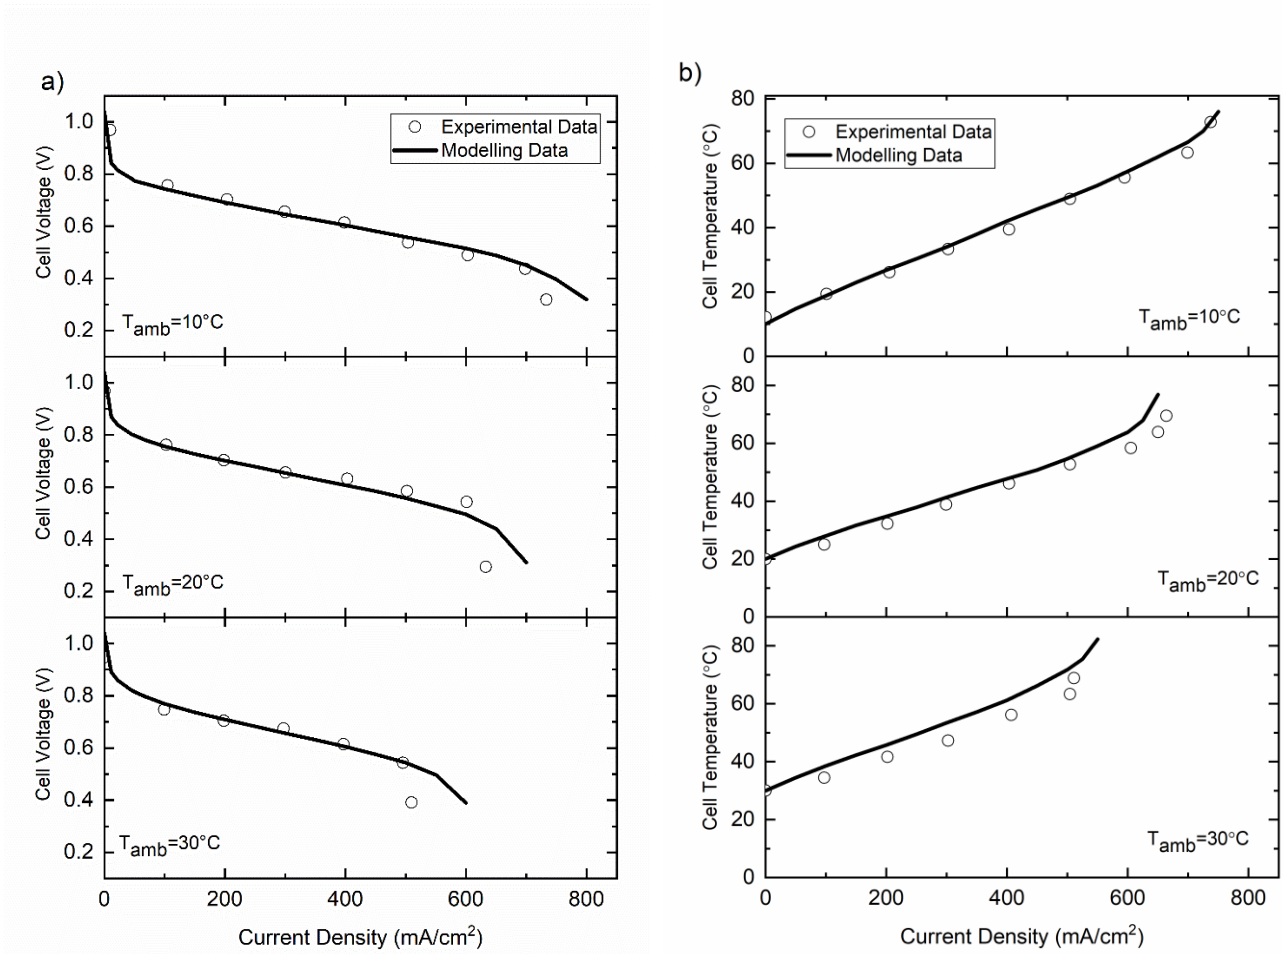 a)
Cell Voltage (V)
1.0
0.8
0.6
0.4
0.2
Experimental Data
Modelling Data
Tamb=10°C
Cell Voltage (V)
1.0
0.8
0.6
0.4
0.2
Tamb=20°C
Cell Voltage (V)
1.0
0.8
0.6
0.4
0.2
Tamb=30°C
0
200
400
600
800
Current Density (mA/cm²)
b)
Cell Temperature (°C)
80
60
40
20
0
Experimental Data
Modelling Data
Tamb=10°C
Cell Temperature (°C)
80
60
40
20
0
Tamb=20°C
Cell Temperature (°C)
80
60
40
20
0
Tamb=30°C
0
200
400
600
800
Current Density (mA/cm²)